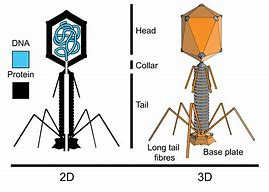 DNA
Protein
Head
Collar
Tail
Long tail
fibres
Base plate
2D
3D